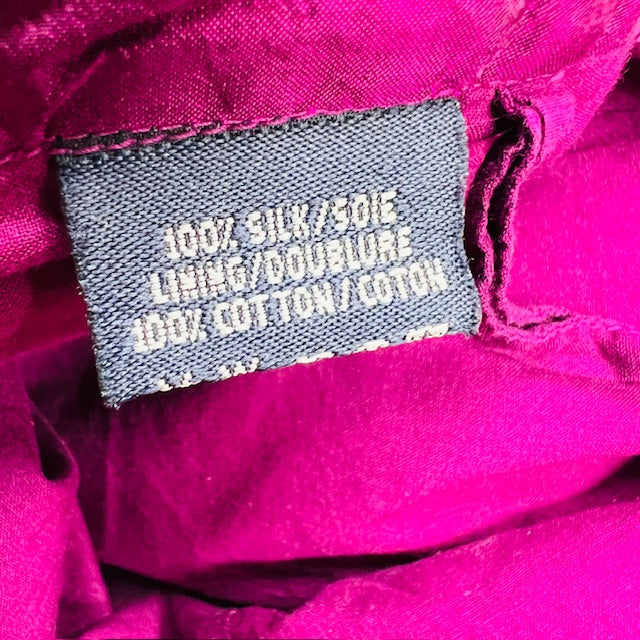 100% SILK/SOIE
LINING/DOUBLURE
100% COTTON/COTON